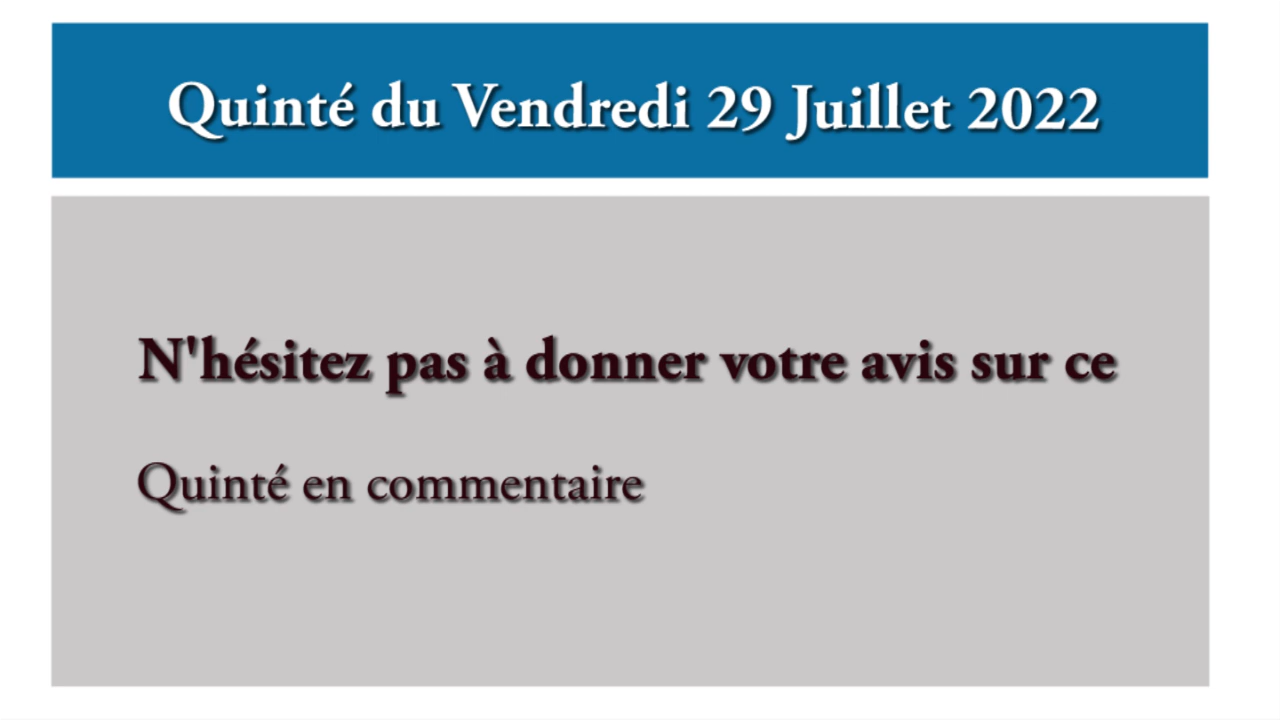 Quinté du Vendredi 29 Juillet 2022
N'hésitez pas à donner votre avis sur ce
Quinté en commentaire